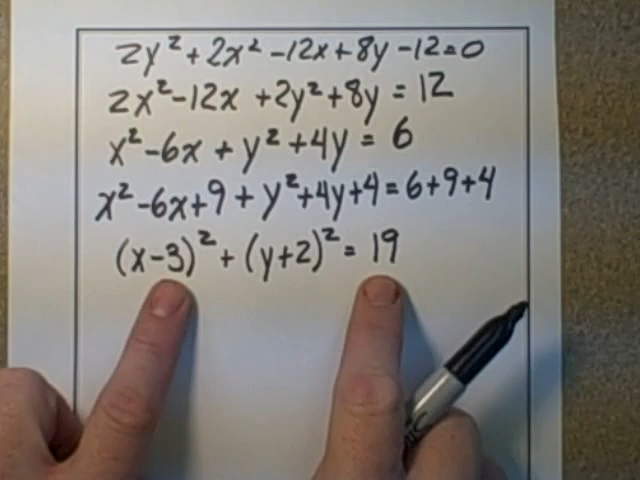 2y² + 2x² - 12x + 8y - 12 = 0
2x² - 12x + 2y² + 8y = 12
x² - 6x + y² + 4y = 6
x² - 6x + 9 + y² + 4y + 4 = 6 + 9 + 4
(x - 3)² + (y + 2)² = 19